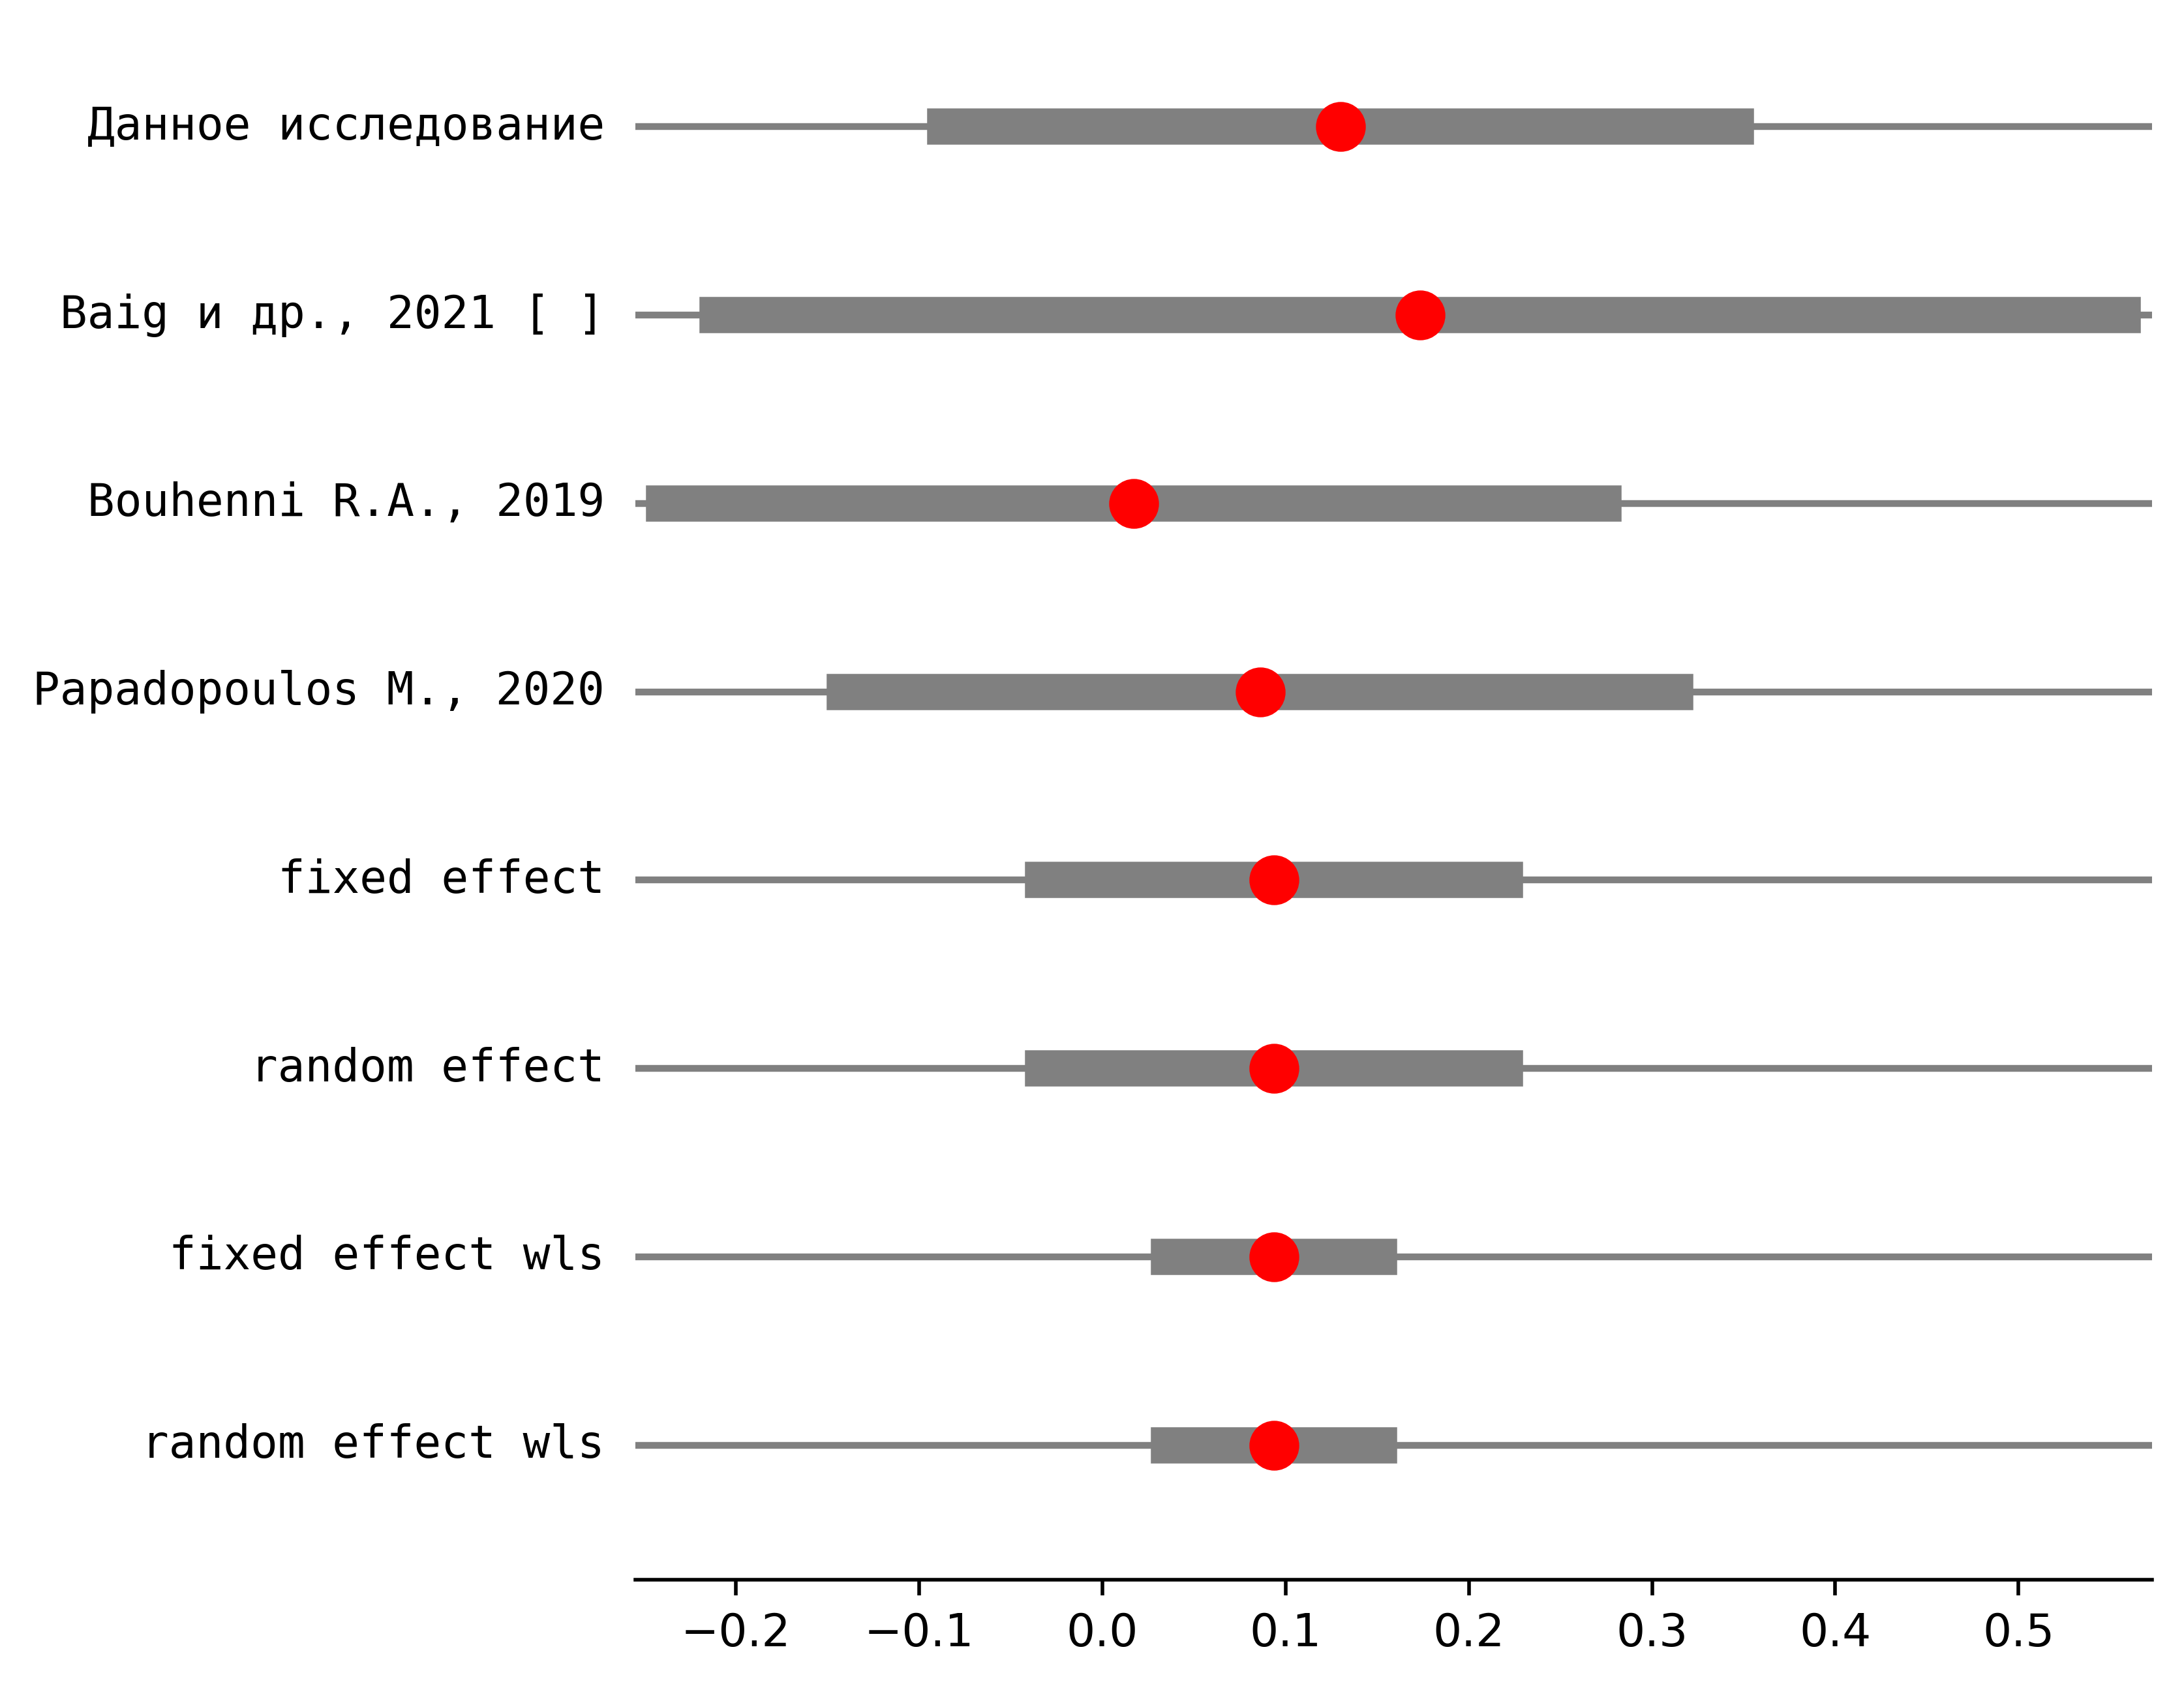 Данное исследование
Baig и др., 2021 [ ]
Bouhenni R.A., 2019
Papadopoulos M., 2020
fixed effect
random effect
fixed effect wls
random effect wls
−0.2 −0.1 0.0 0.1 0.2 0.3 0.4 0.5